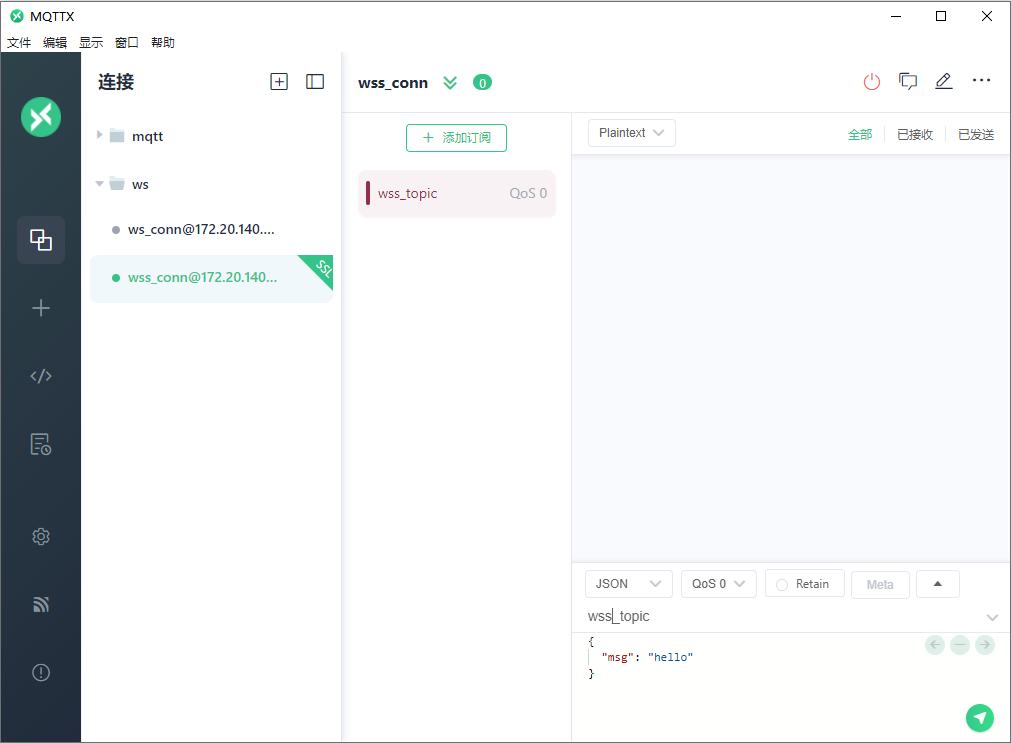 MQTTX
文件 编辑 显示 窗口 帮助
连接
mqtt
ws
ws_conn@172.20.140....
wss_conn@172.20.140...
SSL
wss_conn 0
添加订阅
wss_topic QoS 0
Plaintext
全部 已接收 已发送
JSON QoS 0 Retain Meta
wss_topic
{
"msg": "hello"
}